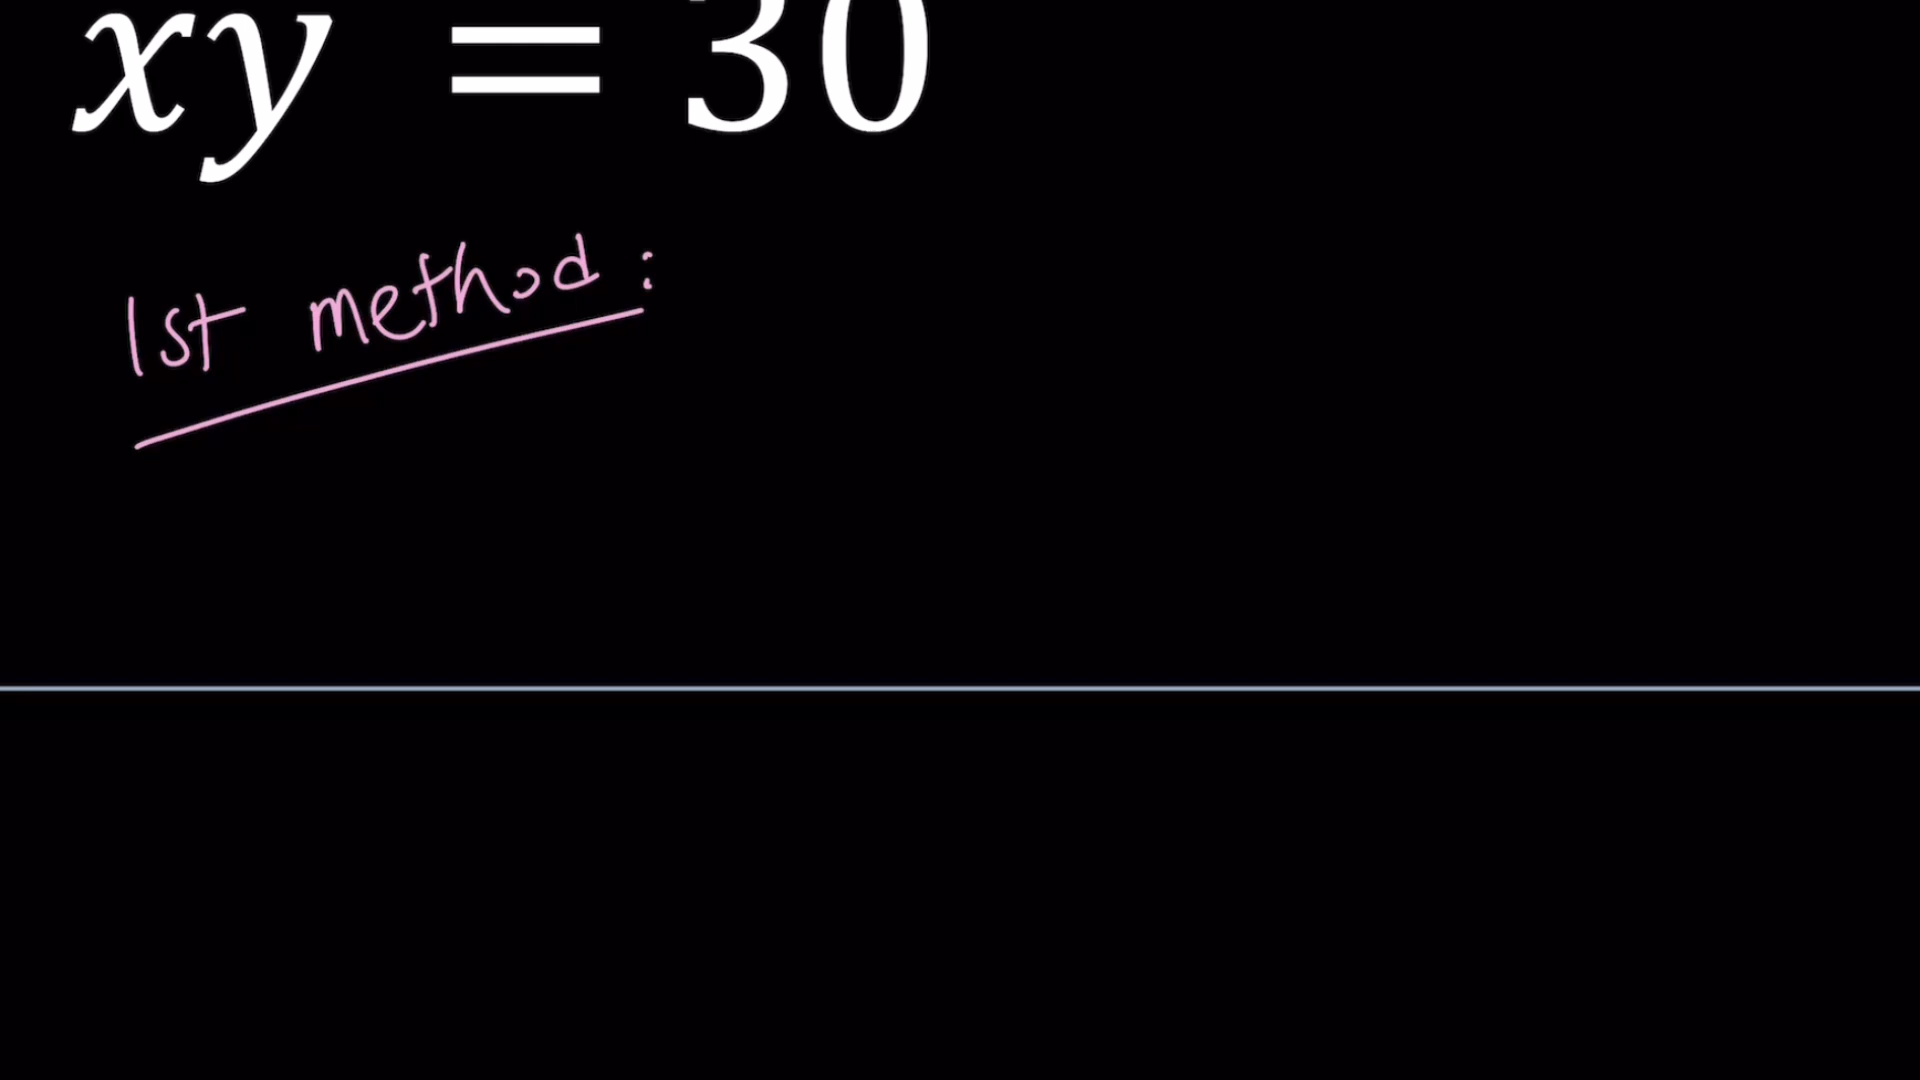 xy = 30
1st method: